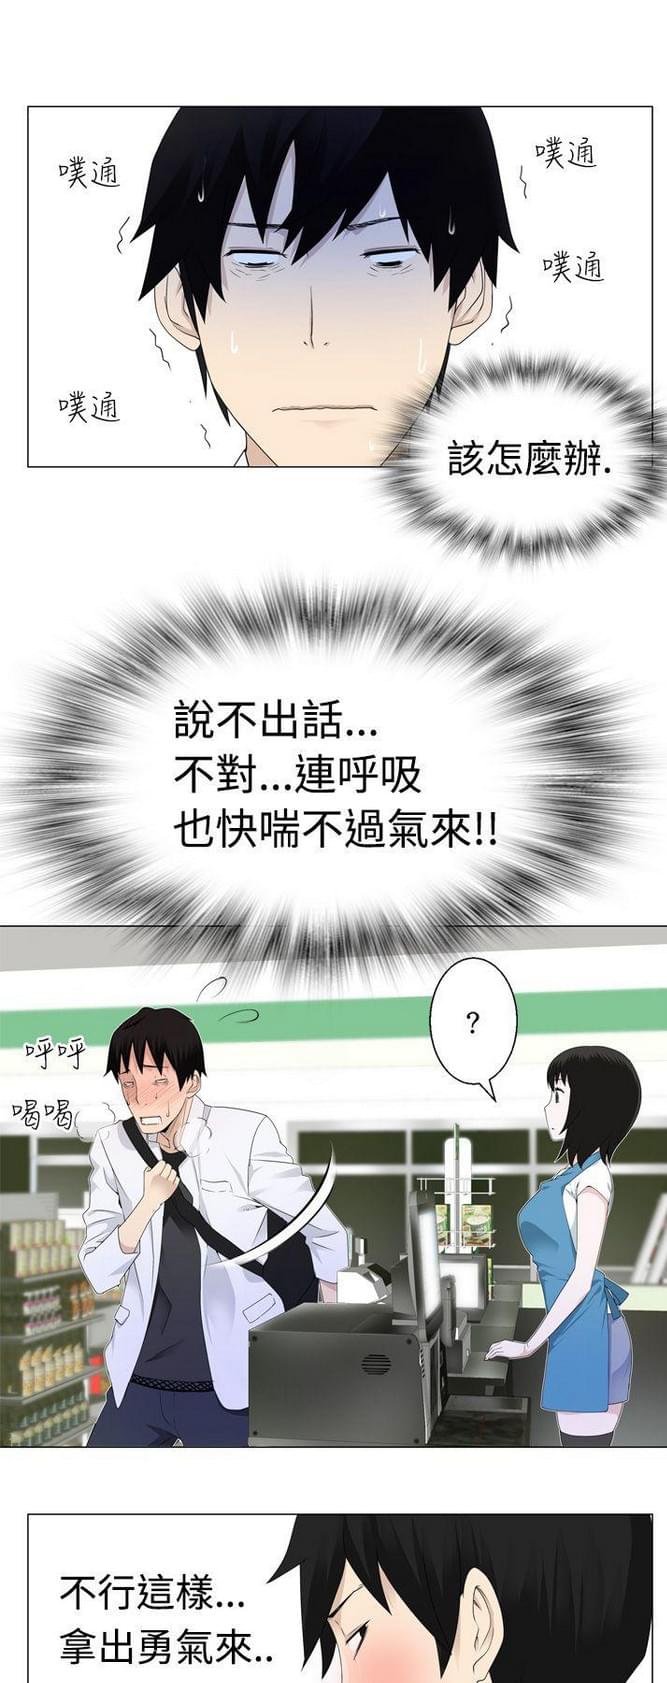 噗通
噗通
噗通
噗通
該怎麼辦.
說不出話...
不對...連呼吸
也快喘不過氣來!!
?
呼呼
喝喝
不行這樣...
拿出勇氣來..